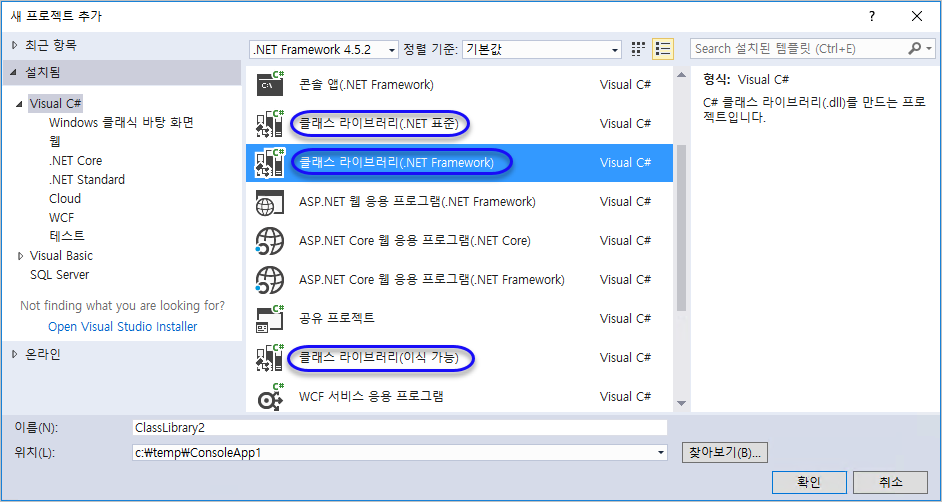 새 프로젝트 추가
최근 항목
설치됨
Visual C#
Windows 클래식 바탕 화면
웹
.NET Core
.NET Standard
Cloud
WCF
테스트
Visual Basic
SQL Server
Not finding what you are looking for?
Open Visual Studio Installer
온라인
.NET Framework 4.5.2 정렬 기준: 기본값
콘솔 앱(.NET Framework) Visual C#
클래스 라이브러리(.NET 표준) Visual C#
클래스 라이브러리(.NET Framework) Visual C#
ASP.NET 웹 응용 프로그램(.NET Framework) Visual C#
ASP.NET Core 웹 응용 프로그램(.NET Core) Visual C#
ASP.NET Core 웹 응용 프로그램(.NET Framework) Visual C#
공유 프로젝트 Visual C#
클래스 라이브러리(이식 가능) Visual C#
WCF 서비스 응용 프로그램 Visual C#
Search 설치된 템플릿 (Ctrl+E)
형식: Visual C#
C# 클래스 라이브러리(.dll)를 만드는 프로
젝트입니다.
이름(N): ClassLibrary2
위치(L): c:₩temp₩ConsoleApp1 찾아보기(B)...
확인 취소